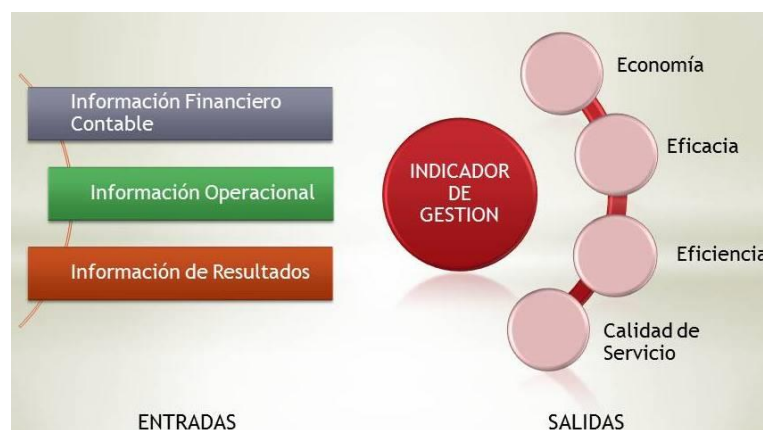 Información Financiero
Contable
Información Operacional
Información de Resultados
ENTRADAS
INDICADOR
DE
GESTION
Economía
Eficacia
Eficiencia
Calidad de
Servicio
SALIDAS